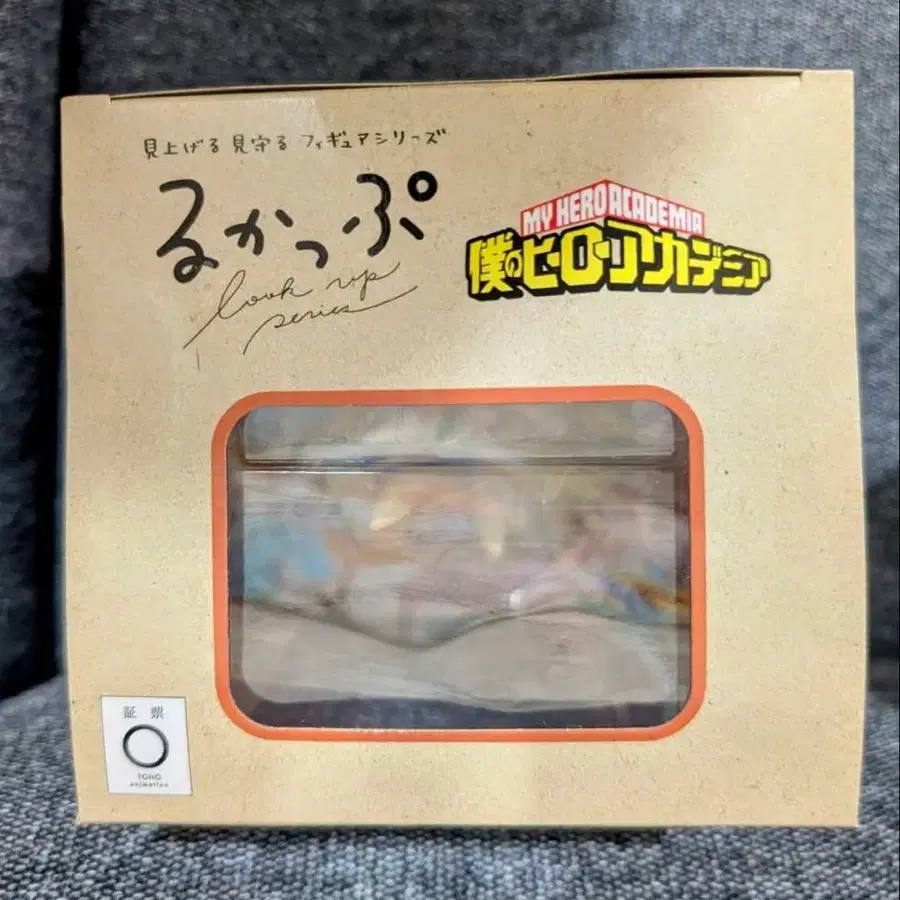 見上げる 見守る フィギュアシリーズ
るかっぷ
look up
series
MY HERO ACADEMIA
僕のヒーローアカデミア
証 票
TOHO
animation